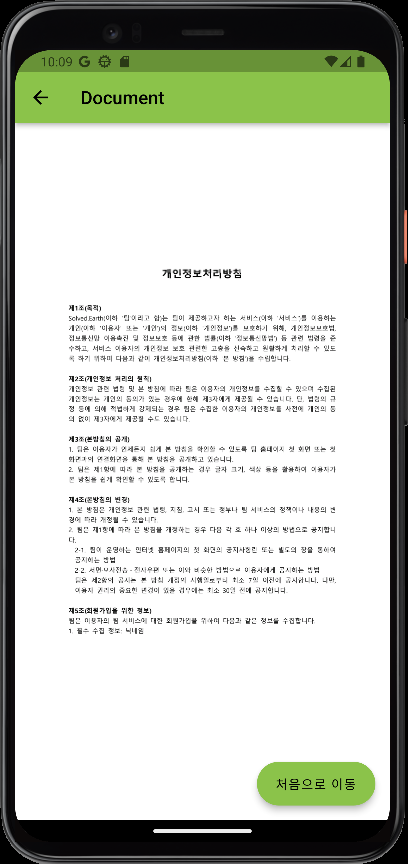 10:09
Document
개인정보처리방침
제1조(목적)
Solved.Earth(이하 '팀'이라고 함)는 팀이 제공하고자 하는 서비스(이하 '서비스')를 이용하는
개인(이하 '이용자' 또는 '개인')의 정보(이하 '개인정보')를 보호하기 위해, 개인정보보호법,
정보통신망 이용촉진 및 정보보호 등에 관한 법률(이하 '정보통신망법') 등 관련 법령을 준
수하고, 서비스 이용자의 개인정보 보호 관련한 고충을 신속하고 원활하게 처리할 수 있도
록 하기 위하여 다음과 같이 개인정보처리방침(이하 '본 방침')을 수립합니다.
제2조(개인정보 처리의 원칙)
개인정보 관련 법령 및 본 방침에 따라 팀은 이용자의 개인정보를 수집할 수 있으며 수집된
개인정보는 개인의 동의가 있는 경우에 한해 제3자에게 제공될 수 있습니다. 단, 법령의 규
정 등에 의해 적법하게 강제되는 경우 팀은 수집한 이용자의 개인정보를 사전에 개인의 동
의 없이 제3자에게 제공할 수도 있습니다.
제3조(본방침의 공개)
1. 팀은 이용자가 언제든지 쉽게 본 방침을 확인할 수 있도록 팀 홈페이지 첫 화면 또는 첫
화면과의 연결화면을 통해 본 방침을 공개하고 있습니다.
2. 팀은 제1항에 따라 본 방침을 공개하는 경우 글자 크기, 색상 등을 활용하여 이용자가
본 방침을 쉽게 확인할 수 있도록 합니다.
제4조(본방침의 변경)
1. 본 방침은 개인정보 관련 법령, 지침, 고시 또는 정부나 팀 서비스의 정책이나 내용의 변
경에 따라 개정될 수 있습니다.
2. 팀은 제1항에 따라 본 방침을 개정하는 경우 다음 각 호 하나 이상의 방법으로 공지합니
다.
2-1. 팀이 운영하는 인터넷 홈페이지의 첫 화면의 공지사항란 또는 별도의 창을 통하여
공지하는 방법
2-2. 서면·모사전송·전자우편 또는 이와 비슷한 방법으로 이용자에게 공지하는 방법
팀은 제2항의 공지는 본 방침 개정의 시행일로부터 최소 7일 이전에 공지합니다. 다만,
이용자 권리의 중요한 변경이 있을 경우에는 최소 30일 전에 공지합니다.
제5조(회원가입을 위한 정보)
팀은 이용자의 팀 서비스에 대한 회원가입을 위하여 다음과 같은 정보를 수집합니다.
1. 필수 수집 정보: 닉네임
처음으로 이동